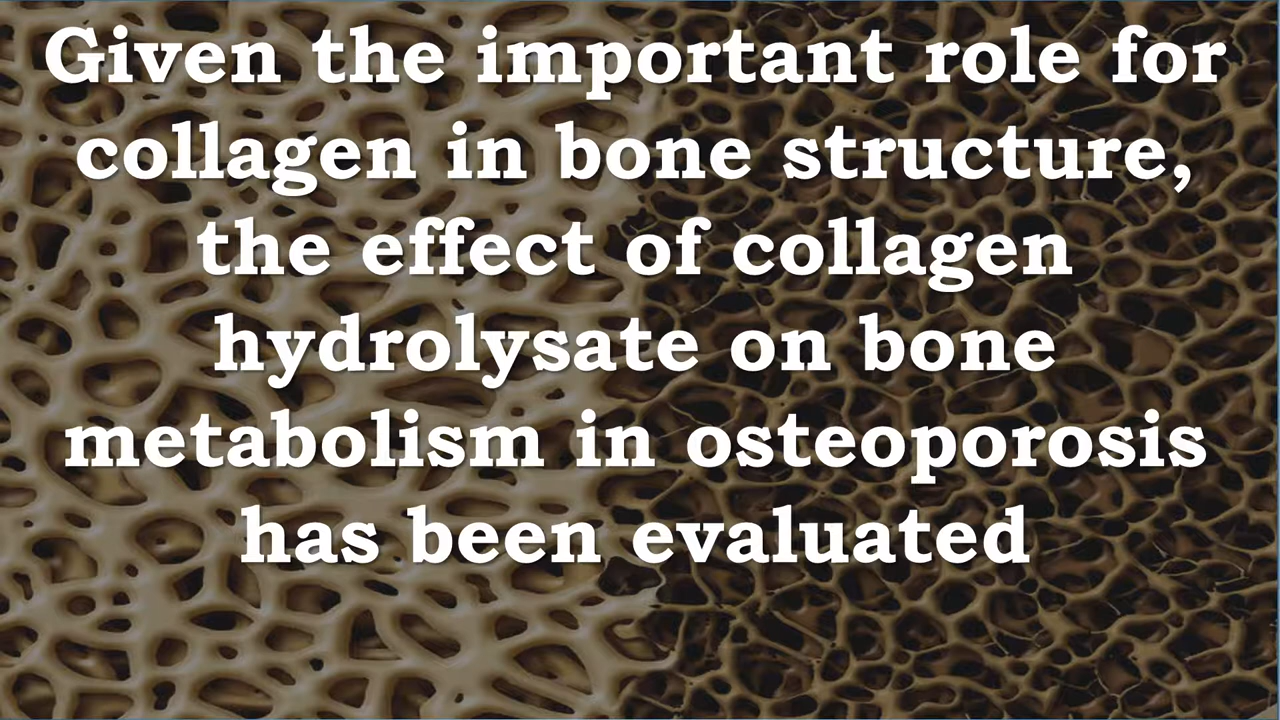 Given the important role for
collagen in bone structure,
the effect of collagen
hydrolysate on bone
metabolism in osteoporosis
has been evaluated